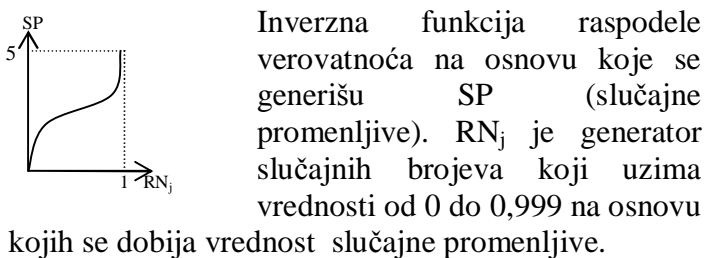 SP
5
1 RNj
Inverzna funkcija raspodele
verovatnoća na osnovu koje se
generišu SP (slučajne
promenljive). RNj je generator
slučajnih brojeva koji uzima
vrednosti od 0 do 0,999 na osnovu
kojih se dobija vrednost slučajne promenljive.